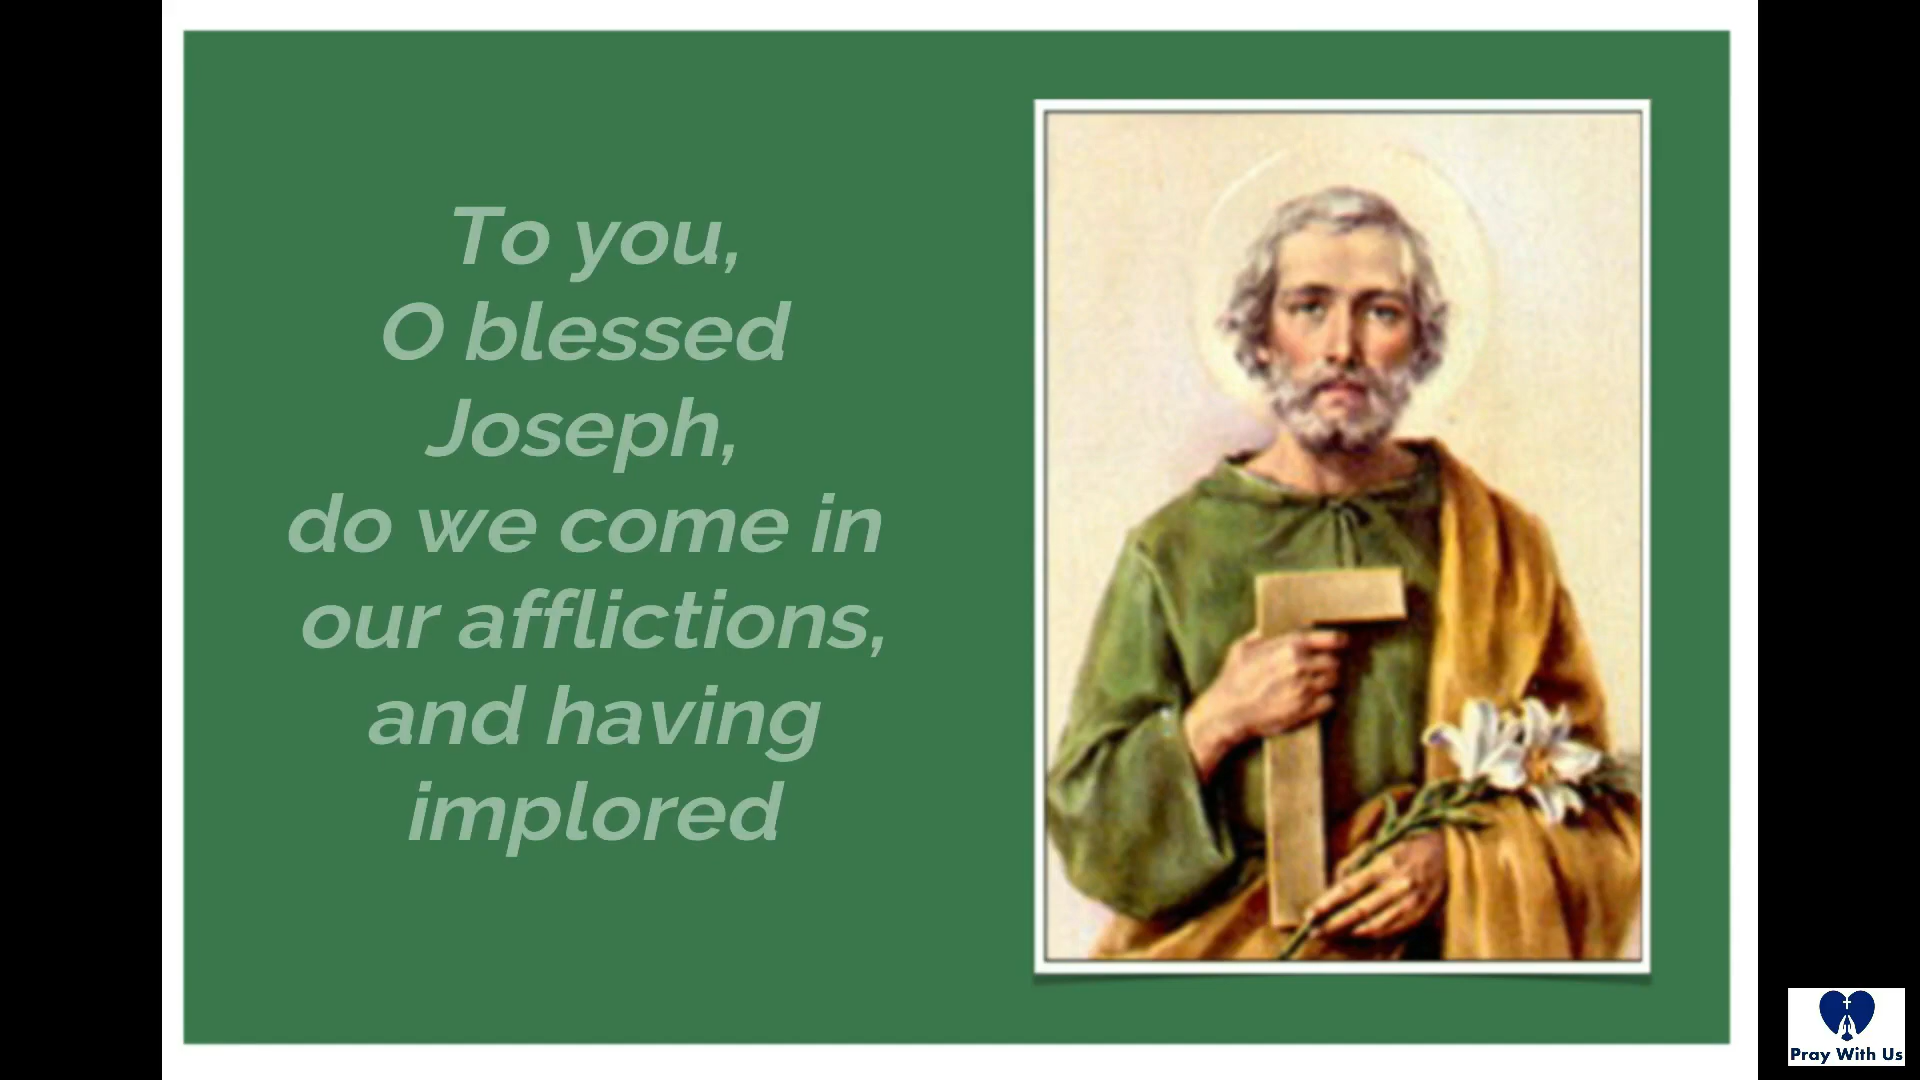 To you,
O blessed
Joseph,
do we come in
our afflictions,
and having
implored
Pray With Us